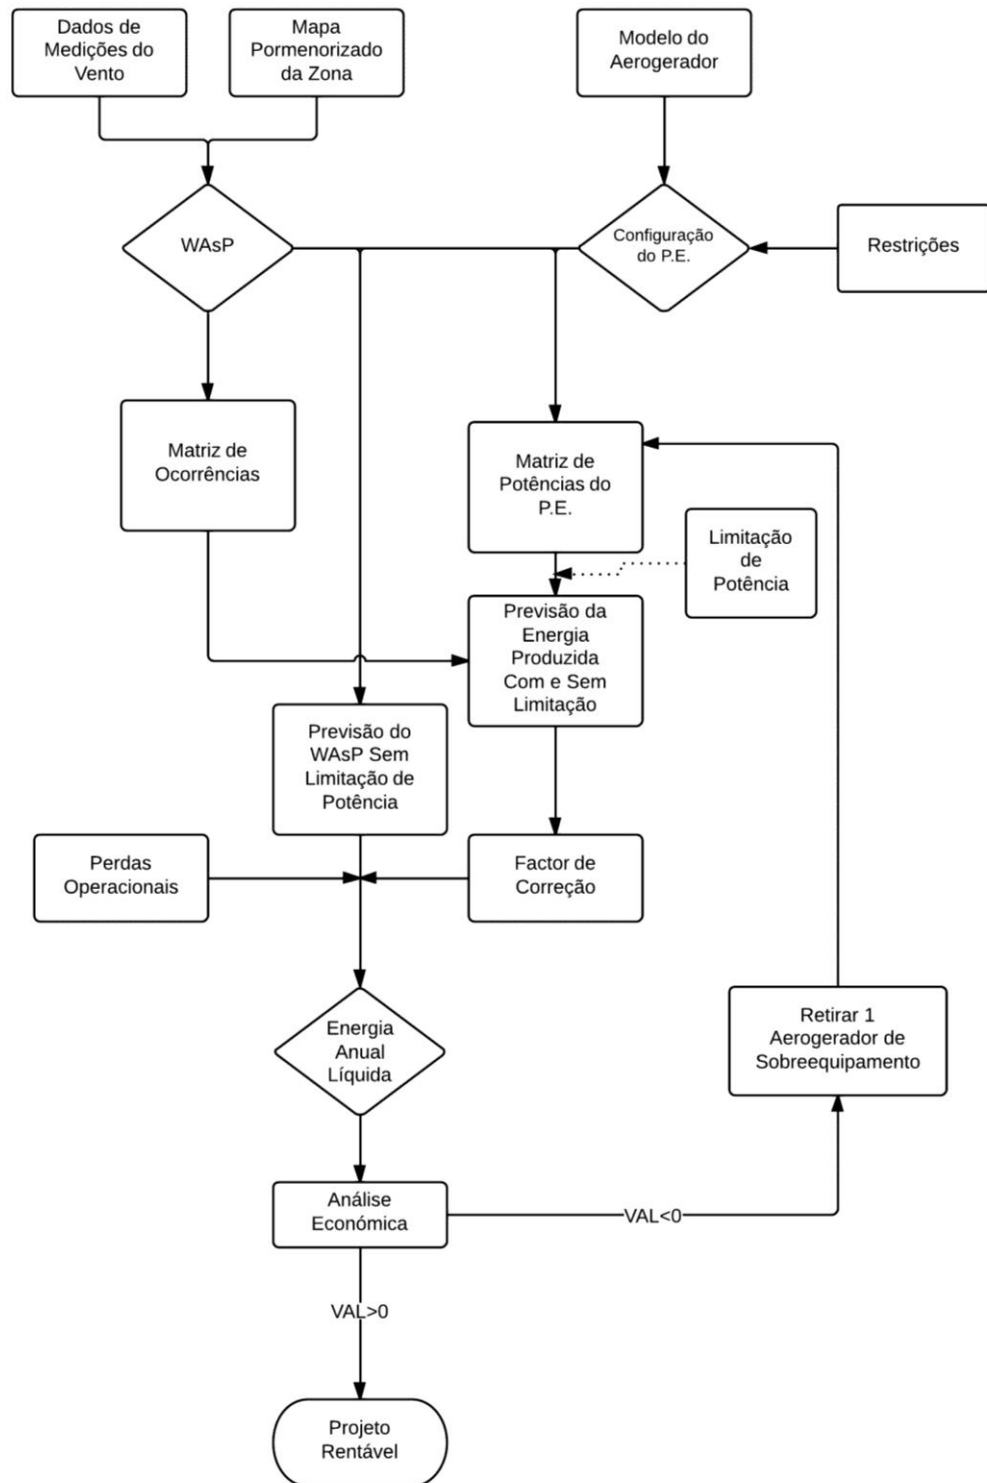 Dados de
Medições do
Vento
Mapa
Pormenorizado
da Zona
Modelo do
Aerogerador
WAsP
Configuração
do P.E.
Restrições
Matriz de
Ocorrências
Matriz de
Potências do
P.E.
Limitação
de
Potência
Previsão da
Energia
Produzida
Com e Sem
Limitação
Previsão do
WAsP Sem
Limitação de
Potência
Perdas
Operacionais
Factor de
Correção
Energia
Anual
Líquida
Retirar 1
Aerogerador de
Sobreequipamento
Análise
Económica
VAL<0
VAL>0
Projeto
Rentável